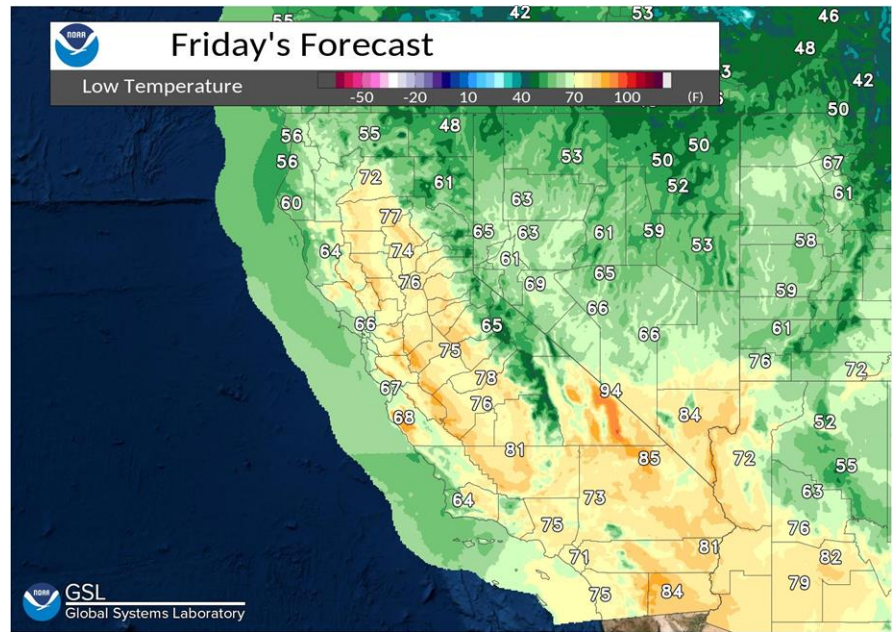 55 42 53 46
NOAA
Friday's Forecast
48
Low Temperature
-50 -20 10 40 70 100 (F)
42
50
56 55 48
50
56 53 50 67
72 61 52 61
60 63
77
64 74 65 63 61 59 53 58
61
76 69 65 59
66 65 66 66 61
75 76 72
67 78 94
68 76 84 52
81 85 72 55
64 73 63
75 76
71 81 82
75 84 79
NOAA
GSL
Global Systems Laboratory